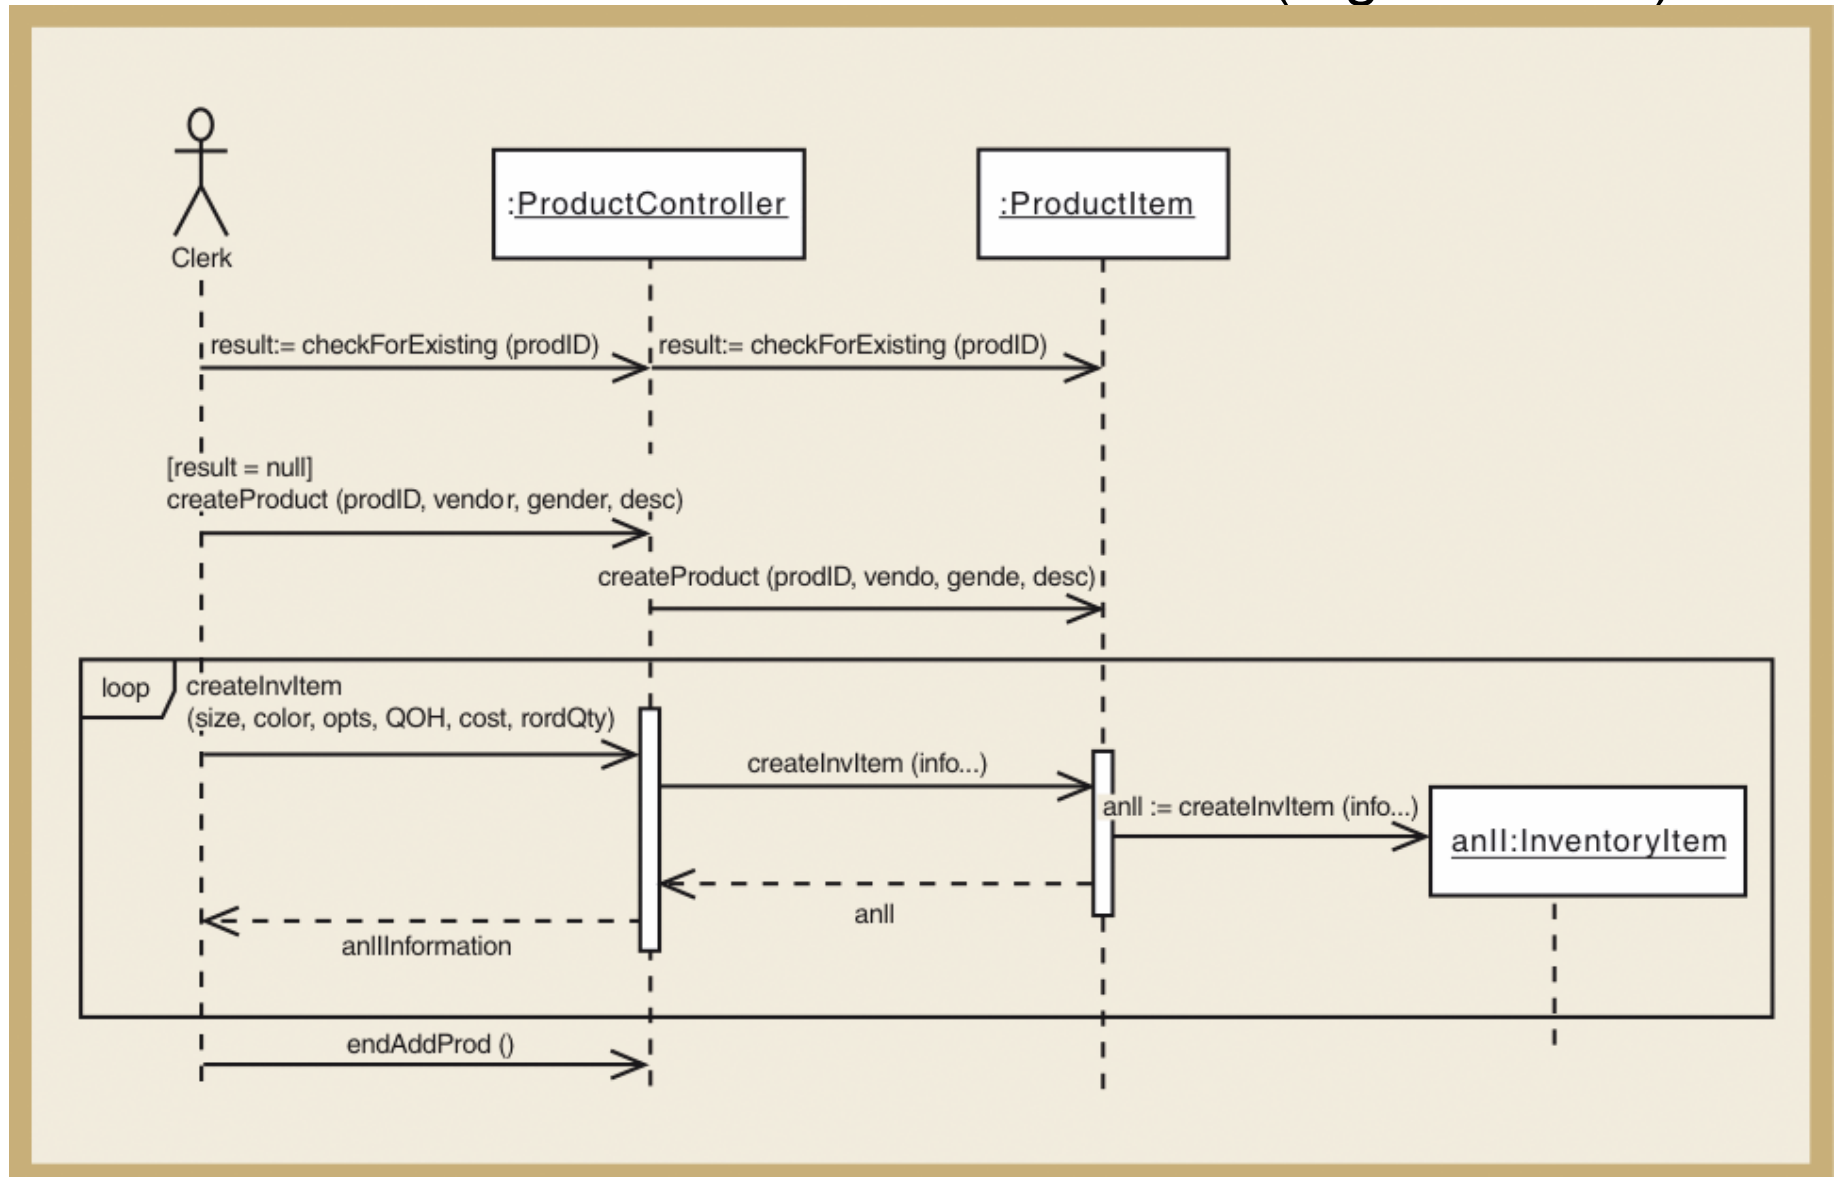 Clerk
:ProductController
:ProductItem
result:= checkForExisting (prodID)
result:= checkForExisting (prodID)
[result = null]
createProduct (prodID, vendor, gender, desc)
createProduct (prodID, vendo, gende, desc)
loop
createInvItem
(size, color, opts, QOH, cost, rordQty)
createInvItem (info...)
anII := createInvItem (info...)
anII:InventoryItem
anII
anIIInformation
endAddProd ()